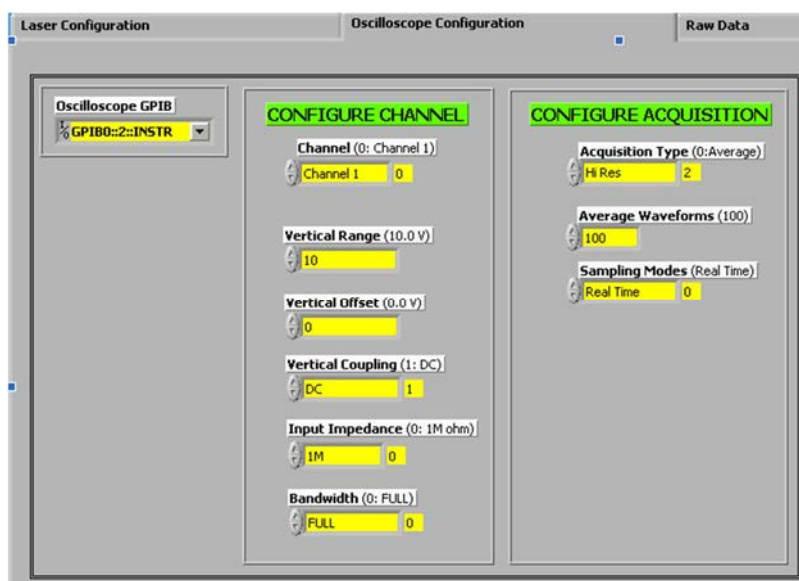 Laser Configuration
Oscilloscope Configuration
Raw Data
Oscilloscope GPIB
I/O GPIB0::2::INSTR
CONFIGURE CHANNEL
Channel (0: Channel 1)
Channel 1 0
Vertical Range (10.0 V)
10
Vertical Offset (0.0 V)
0
Vertical Coupling (1: DC)
DC 1
Input Impedance (0: 1M ohm)
1M 0
Bandwidth (0: FULL)
FULL 0
CONFIGURE ACQUISITION
Acquisition Type (0:Average)
Hi Res 2
Average Waveforms (100)
100
Sampling Modes (Real Time)
Real Time 0